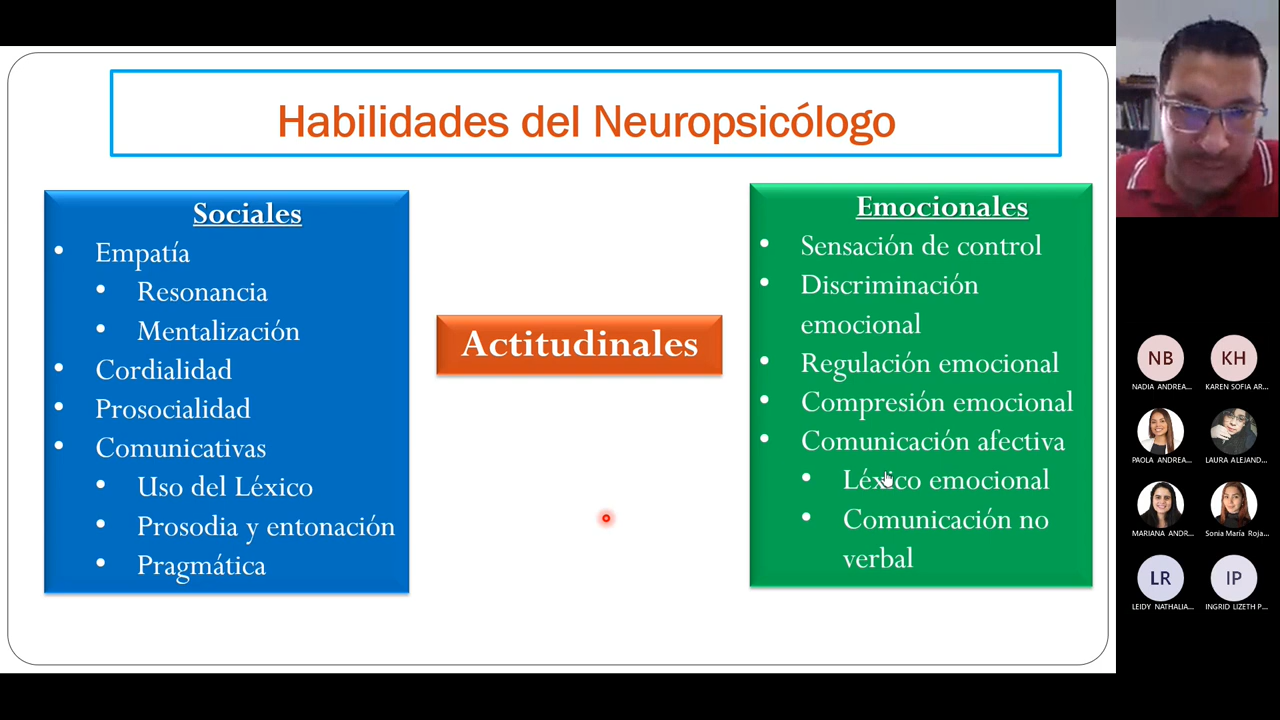 Habilidades del Neuropsicólogo
Sociales
• Empatía
• Resonancia
• Mentalización
• Cordialidad
• Prosocialidad
• Comunicativas
• Uso del Léxico
• Prosodia y entonación
• Pragmática
Actitudinales
Emocionales
• Sensación de control
• Discriminación
emocional
• Regulación emocional
• Compresión emocional
• Comunicación afectiva
• Léxico emocional
• Comunicación no
verbal
NB
KH
NADIA ANDREA...
KAREN SOFIA AR...
PAOLA ANDREA...
LAURA ALEJAND...
MARIANA ANDR...
Sonia María Roja...
LR
IP
LEIDY NATHALIA...
INGRID LIZETH P...